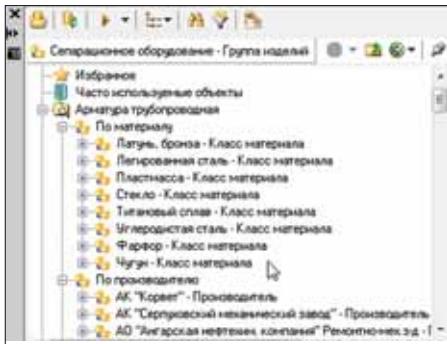 Сепарационное оборудование - Группа изделий
Избранное
Часто используемые объекты
Арматура трубопроводная
По материалу
Латунь, бронза - Класс материала
Легированная сталь - Класс материала
Пластмасса - Класс материала
Стекло - Класс материала
Титановый сплав - Класс материала
Углеродистая сталь - Класс материала
Фарфор - Класс материала
Чугун - Класс материала
По производителю
АК "Корвет" - Производитель
АК "Серпуховский механический завод" - Производитель
АО "Ангарская нефтехим. компания" Ремонтно-мех.з-д - Г